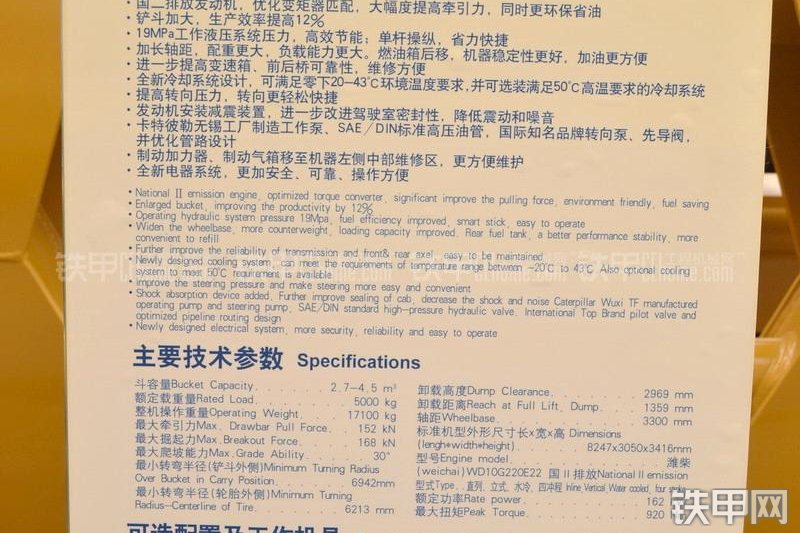 • 国二排放发动机，优化变矩器匹配，大幅度提高牵引力，同时更环保省油
• 铲斗加大，生产效率提高12%
• 19MPa工作液压系统压力，高效节能；单杆操纵，省力快捷
• 加长轴距，配重更大，负载能力更大。燃油箱后移，机器稳定性更好，加油更方便
• 进一步提高变速箱、前后桥可靠性，维修方便
• 全新冷却系统设计，可满足零下20-43℃环境温度要求，并可选装满足50℃高温要求的冷却系统
• 提高转向压力，转向更轻松快捷
• 发动机安装减震装置，进一步改进驾驶室密封性，降低震动和噪音
• 卡特彼勒无锡工厂制造工作泵、SAE/DIN标准高压油管，国际知名品牌转向泵、先导阀，
并优化管路设计
• 制动加力器、制动气箱移至机器左侧中部维修区，更方便维护
• 全新电器系统，更加安全、可靠、操作方便
• National II emission engine, optimized torque converter, significant improve the pulling force, environment friendly, fuel saving
• Enlarged bucket, improving the productivity by 12%
• Operating hydraulic system pressure 19Mpa, fuel efficiency improved, smart stick, easy to operate
• Widen the wheelbase, more counterweight, loading capacity improved. Rear fuel tank, a better performance stability, more
convenient to refill
• Further improve the reliability of transmission and front& rear axel, easy to be maintained
• Newly designed cooling system, can meet the requirements of temperature range between -20℃ to 43℃. Also optional cooling
system to meet 50℃ requirement is available
• improve the steering pressure and make steering more easy and convenient
• Shock absorption device added, Further improve sealing of cab, decrease the shock and noise Caterpillar Wuxi TF manufactured
operating pump and steering pump, SAE/DIN standard high-pressure hydraulic valve. International Top Brand pilot valve and
optimized pipeline routing design
• Newly designed electrical system, more security, reliability and easy to operate
主要技术参数 Specifications
斗容量Bucket Capacity. 2.7-4.5 m³
额定载重量Rated Load. 5000 kg
整机操作重量Operating Weight. 17100 kg
最大牵引力Max. Drawbar Pull Force. 152 kN
最大掘起力Max. Breakout Force. 168 kN
最大爬坡能力Max. Grade Ability 30°
最小转弯半径(铲斗外侧)Minimum Turning Radius
Over Bucket in Carry Position 6942mm
最小转弯半径(轮胎外侧)Minimum Turning
Radius-Centerline of Tire 6213 mm
卸载高度Dump Clearance. 2969 mm
卸载距离Reach at Full Lift, Dump. 1359 mm
轴距Wheelbase. 3300 mm
标准机型外形尺寸长×宽×高 Dimensions
(lengh*width*height) 8247x3050x3416mm
型号Engine model. 潍柴
(weichai) WD10G220E22 国Ⅱ排放National Ⅱ emission
型式Type..直列、立式、水冷、四冲程 Inline Vertical Water cooled, four stroke
额定功率Rate power. 162
最大扭矩Peak Torque. 920
可选配置及工作机具
铁甲网